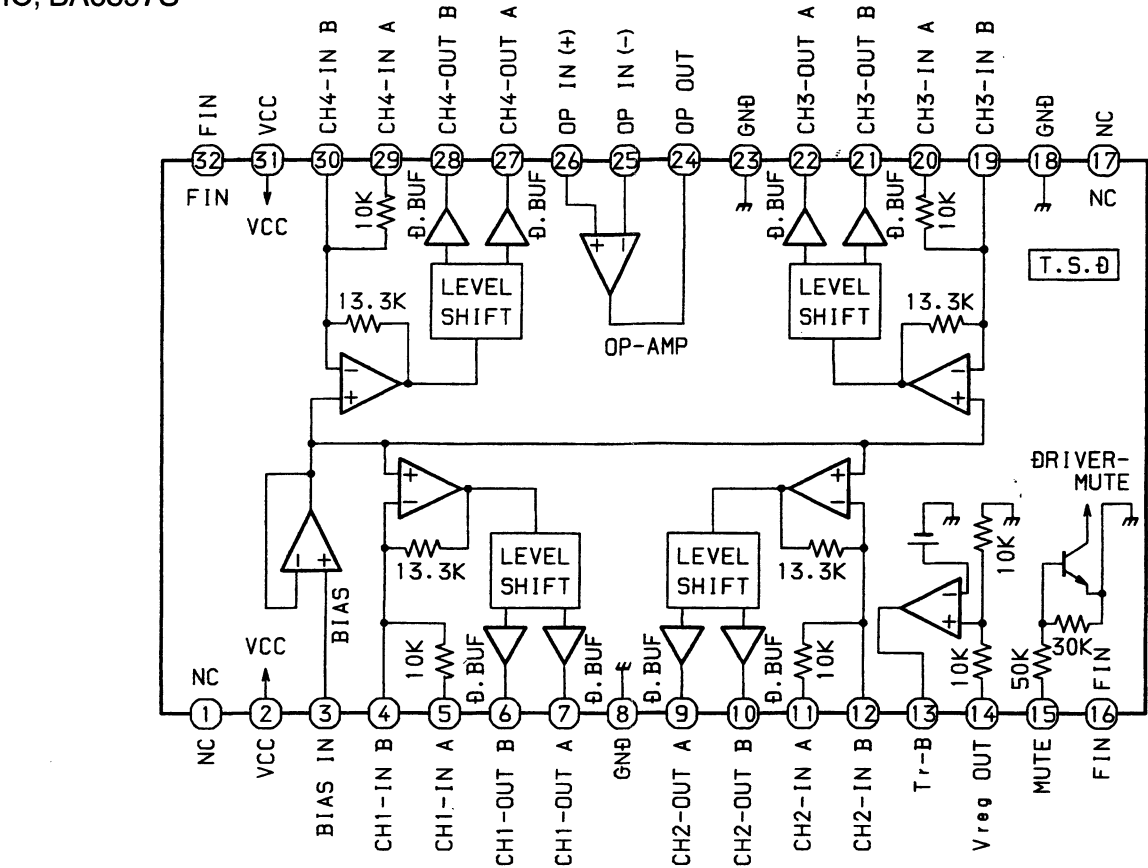 FIN
VCC
CH4-IN B
CH4-IN A
CH4-OUT B
CH4-OUT A
OP IN (+)
OP IN (-)
OP OUT
GND
CH3-OUT A
CH3-OUT B
CH3-IN A
CH3-IN B
GND
NC
32 31 30 29 28 27 26 25 24 23 22 21 20 19 18 17
FIN
VCC
10K
D.BUF
D.BUF
D.BUF
D.BUF
10K
NC
T.S.D
LEVEL
SHIFT
+ -
LEVEL
SHIFT
13.3K
13.3K
OP-AMP
-
+
-
+
+
-
+
-
DRIVER-
MUTE
- +
LEVEL
SHIFT
LEVEL
SHIFT
13.3K
13.3K
10K
-
+
BIAS
VCC
NC
10K
D.BUF
D.BUF
D.BUF
D.BUF
10K
10K
50K
30K
FIN
1 2 3 4 5 6 7 8 9 10 11 12 13 14 15 16
NC
VCC
BIAS IN
CH1-IN B
CH1-IN A
CH1-OUT B
CH1-OUT A
GND
CH2-OUT A
CH2-OUT B
CH2-IN A
CH2-IN B
Tr-B
Vreg OUT
MUTE
FIN